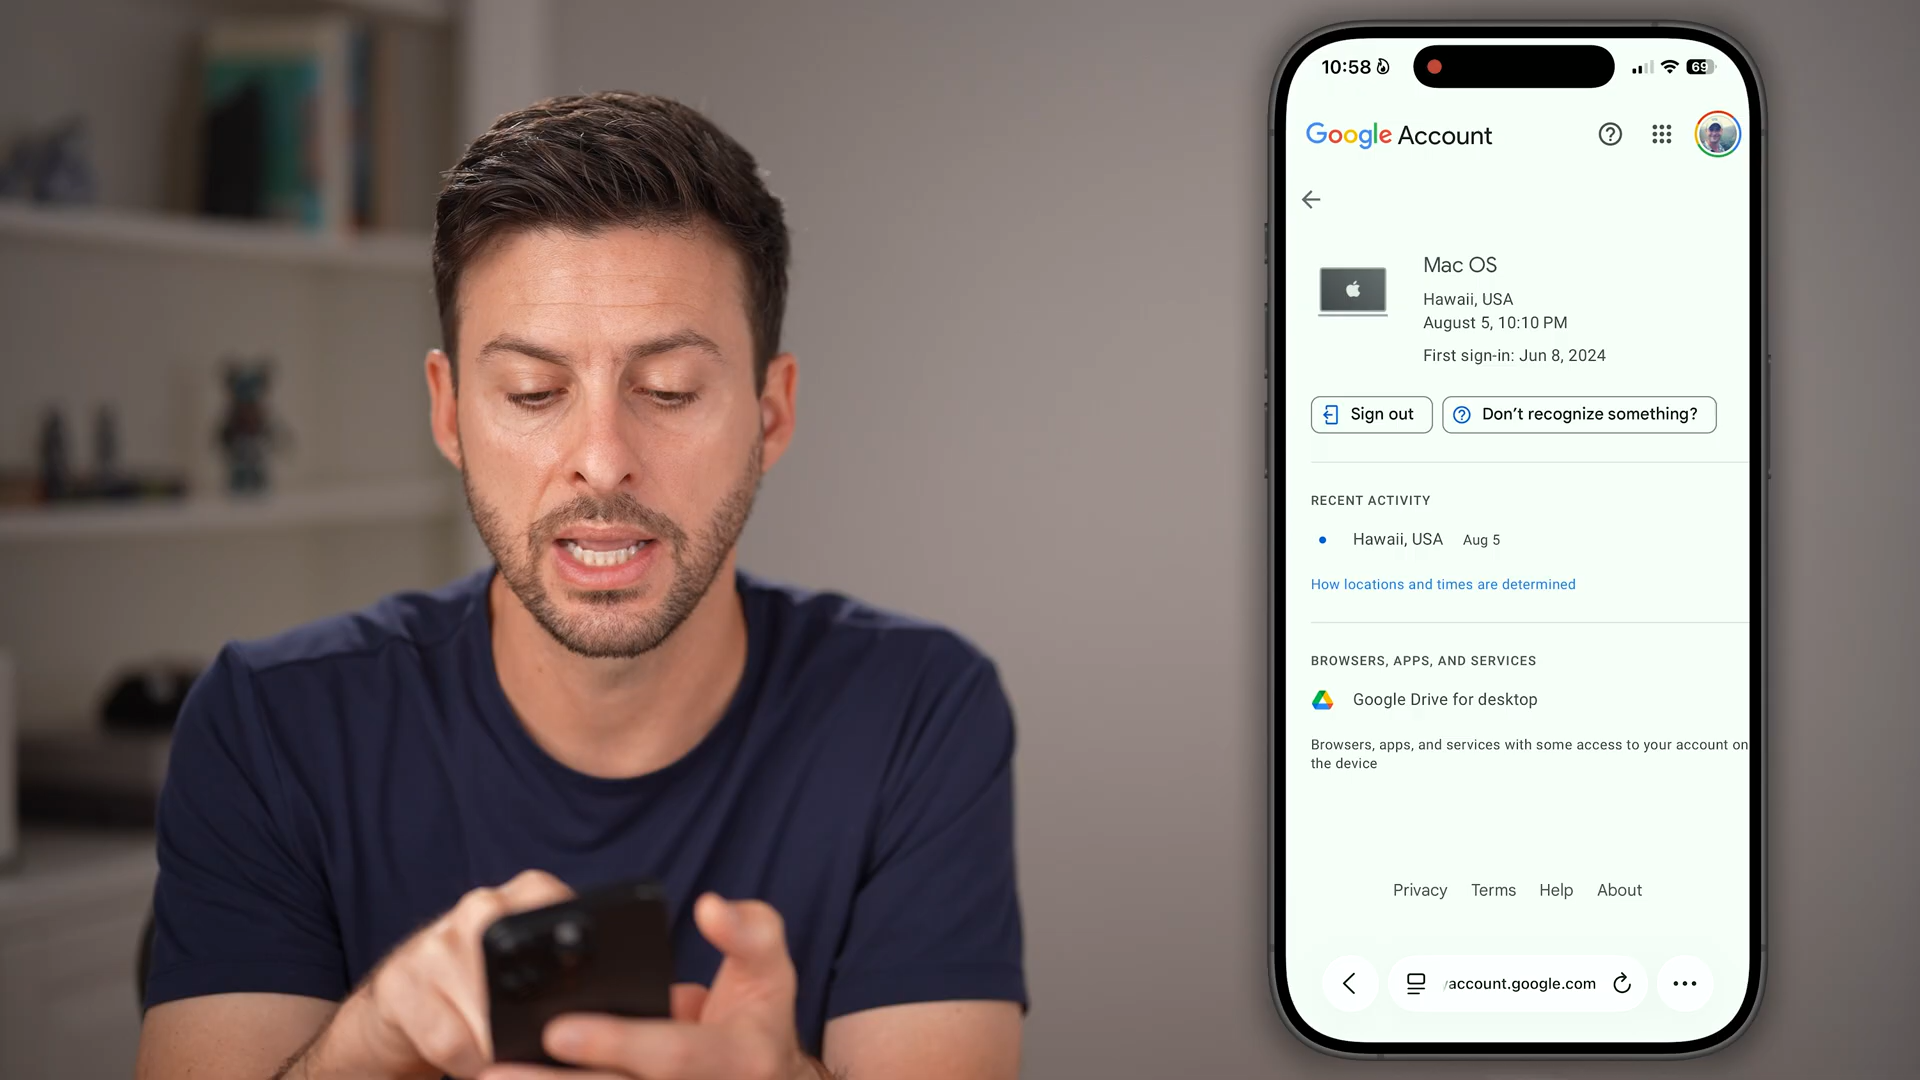 10:58
69
Google Account
Mac OS
Hawaii, USA
August 5, 10:10 PM
First sign-in: Jun 8, 2024
Sign out
Don't recognize something?
RECENT ACTIVITY
Hawaii, USA Aug 5
How locations and times are determined
BROWSERS, APPS, AND SERVICES
Google Drive for desktop
Browsers, apps, and services with some access to your account on
the device
Privacy Terms Help About
/account.google.com